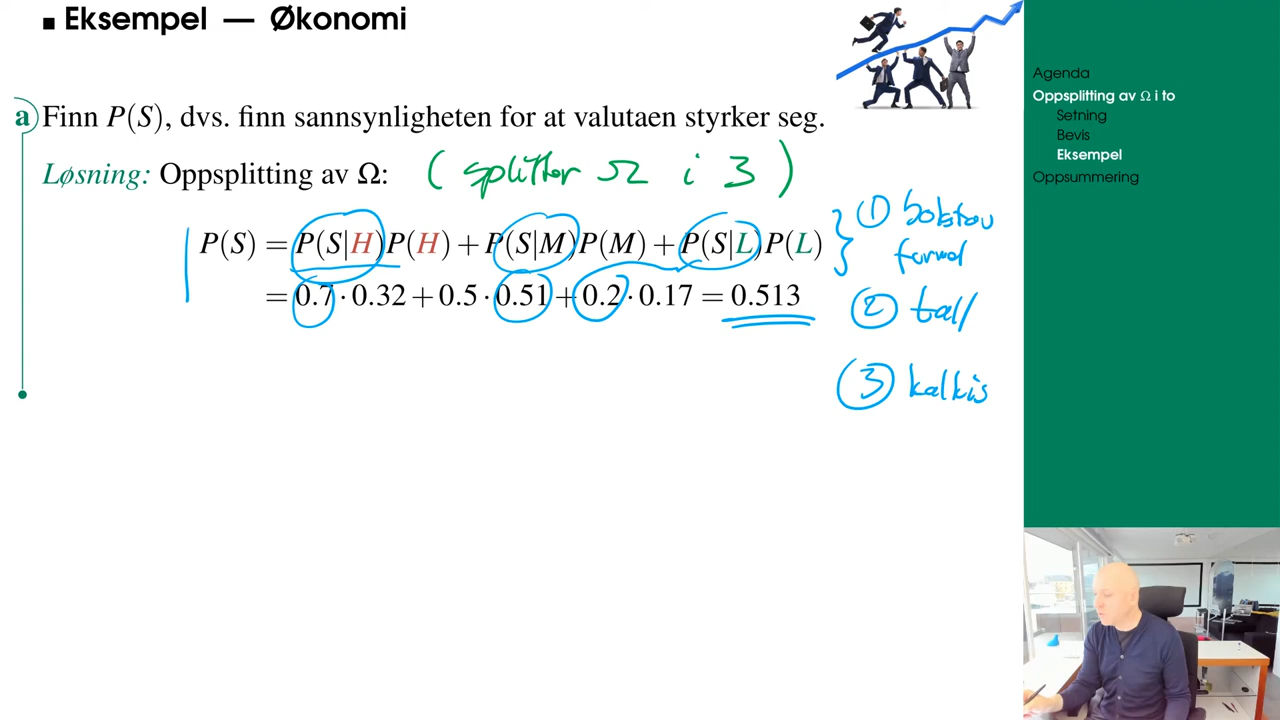 Eksempel — Økonomi
a Finn P(S), dvs. finn sannsynligheten for at valutaen styrker seg.
Løsning: Oppsplitting av Ω: ( splitter Ω i 3 )
P(S) = P(S|H)P(H) + P(S|M)P(M) + P(S|L)P(L)
= 0.7 · 0.32 + 0.5 · 0.51 + 0.2 · 0.17 = 0.513
① bokstav
formel
② tall
③ kalkis
Agenda
Oppsplitting av Ω i to
Setning
Bevis
Eksempel
Oppsummering